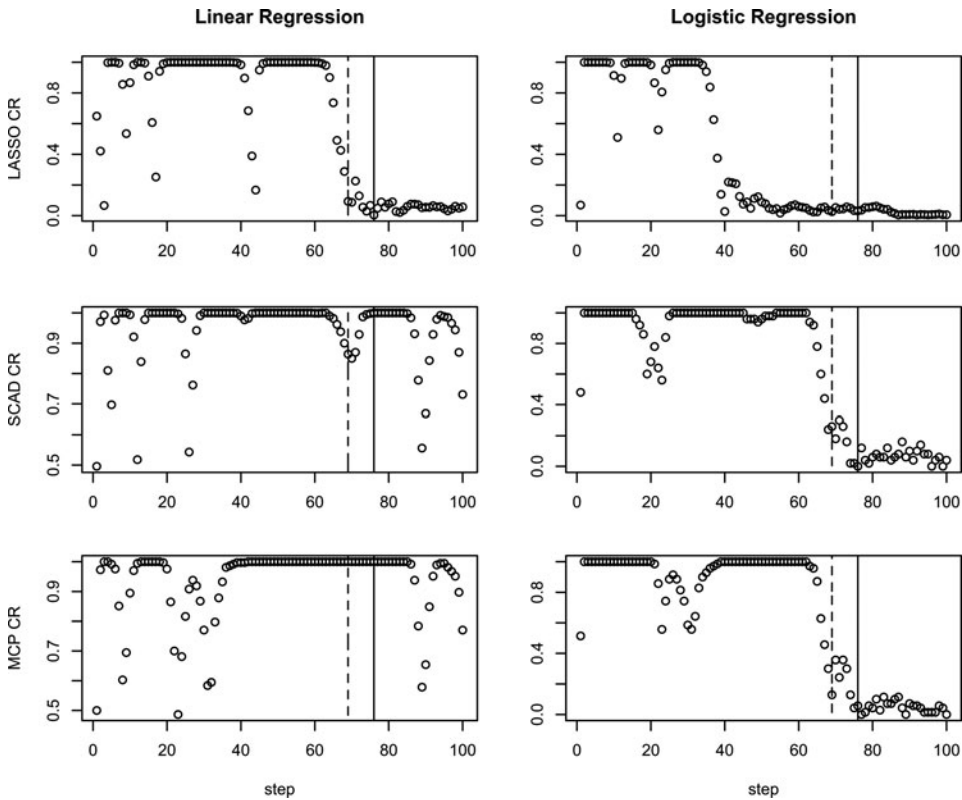 Linear Regression
Logistic Regression
LASSO CR
0.0 0.4 0.8
0 20 40 60 80 100
0.0 0.4 0.8
0 20 40 60 80 100
SCAD CR
0.5 0.7 0.9
0 20 40 60 80 100
0.0 0.4 0.8
0 20 40 60 80 100
MCP CR
0.5 0.7 0.9
0 20 40 60 80 100
step
0.0 0.4 0.8
0 20 40 60 80 100
step